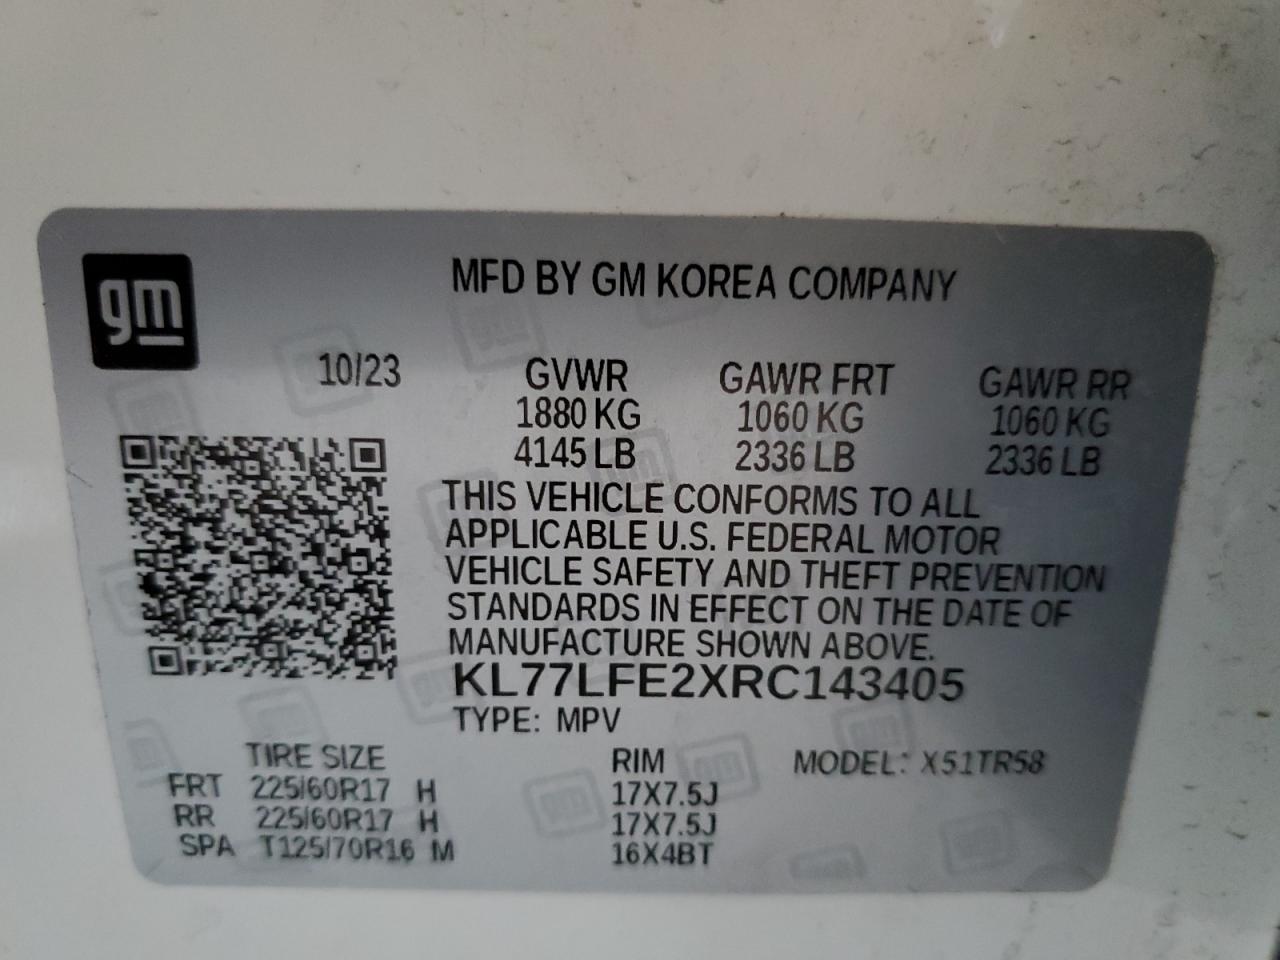 gm
MFD BY GM KOREA COMPANY
10/23 GVWR GAWR FRT GAWR RR
1880 KG 1060 KG 1060 KG
4145 LB 2336 LB 2336 LB
THIS VEHICLE CONFORMS TO ALL
APPLICABLE U.S. FEDERAL MOTOR
VEHICLE SAFETY AND THEFT PREVENTION
STANDARDS IN EFFECT ON THE DATE OF
MANUFACTURE SHOWN ABOVE.
KL77LFE2XRC143405
TYPE: MPV
TIRE SIZE RIM MODEL: X51TR58
FRT 225/60R17 H 17X7.5J
RR 225/60R17 H 17X7.5J
SPA T125/70R16 M 16X4BT